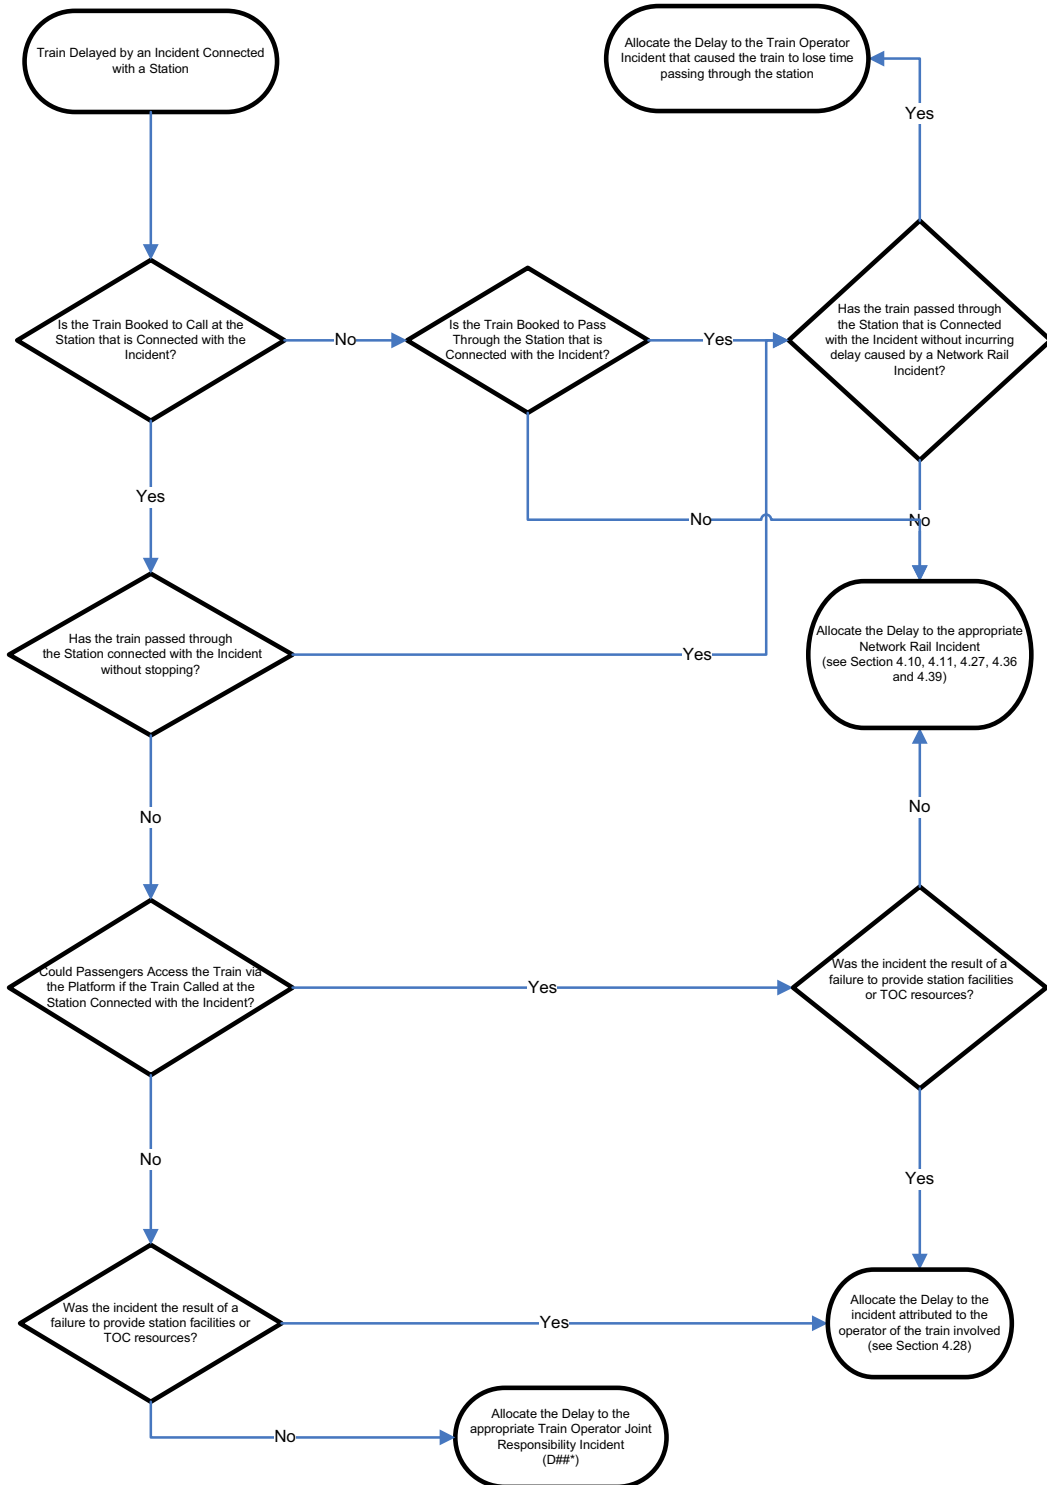 Train Delayed by an Incident Connected
with a Station
Allocate the Delay to the Train Operator
Incident that caused the train to lose time
passing through the station
Yes
Is the Train Booked to Call at the
Station that is Connected with the
Incident?
No
Is the Train Booked to Pass
Through the Station that is
Connected with the Incident?
Yes
Has the train passed through
the Station that is Connected
with the Incident without incurring
delay caused by a Network Rail
Incident?
Yes
No
No
Has the train passed through
the Station connected with the Incident
without stopping?
Yes
Allocate the Delay to the appropriate
Network Rail Incident
(see Section 4.10, 4.11, 4.27, 4.36
and 4.39)
No
No
Could Passengers Access the Train via
the Platform if the Train Called at the
Station Connected with the Incident?
Yes
Was the incident the result of a
failure to provide station facilities
or TOC resources?
No
Yes
Was the incident the result of a
failure to provide station facilities or
TOC resources?
Yes
Allocate the Delay to the
incident attributed to the
operator of the train involved
(see Section 4.28)
No
Allocate the Delay to the
appropriate Train Operator Joint
Responsibility Incident
(D##*)